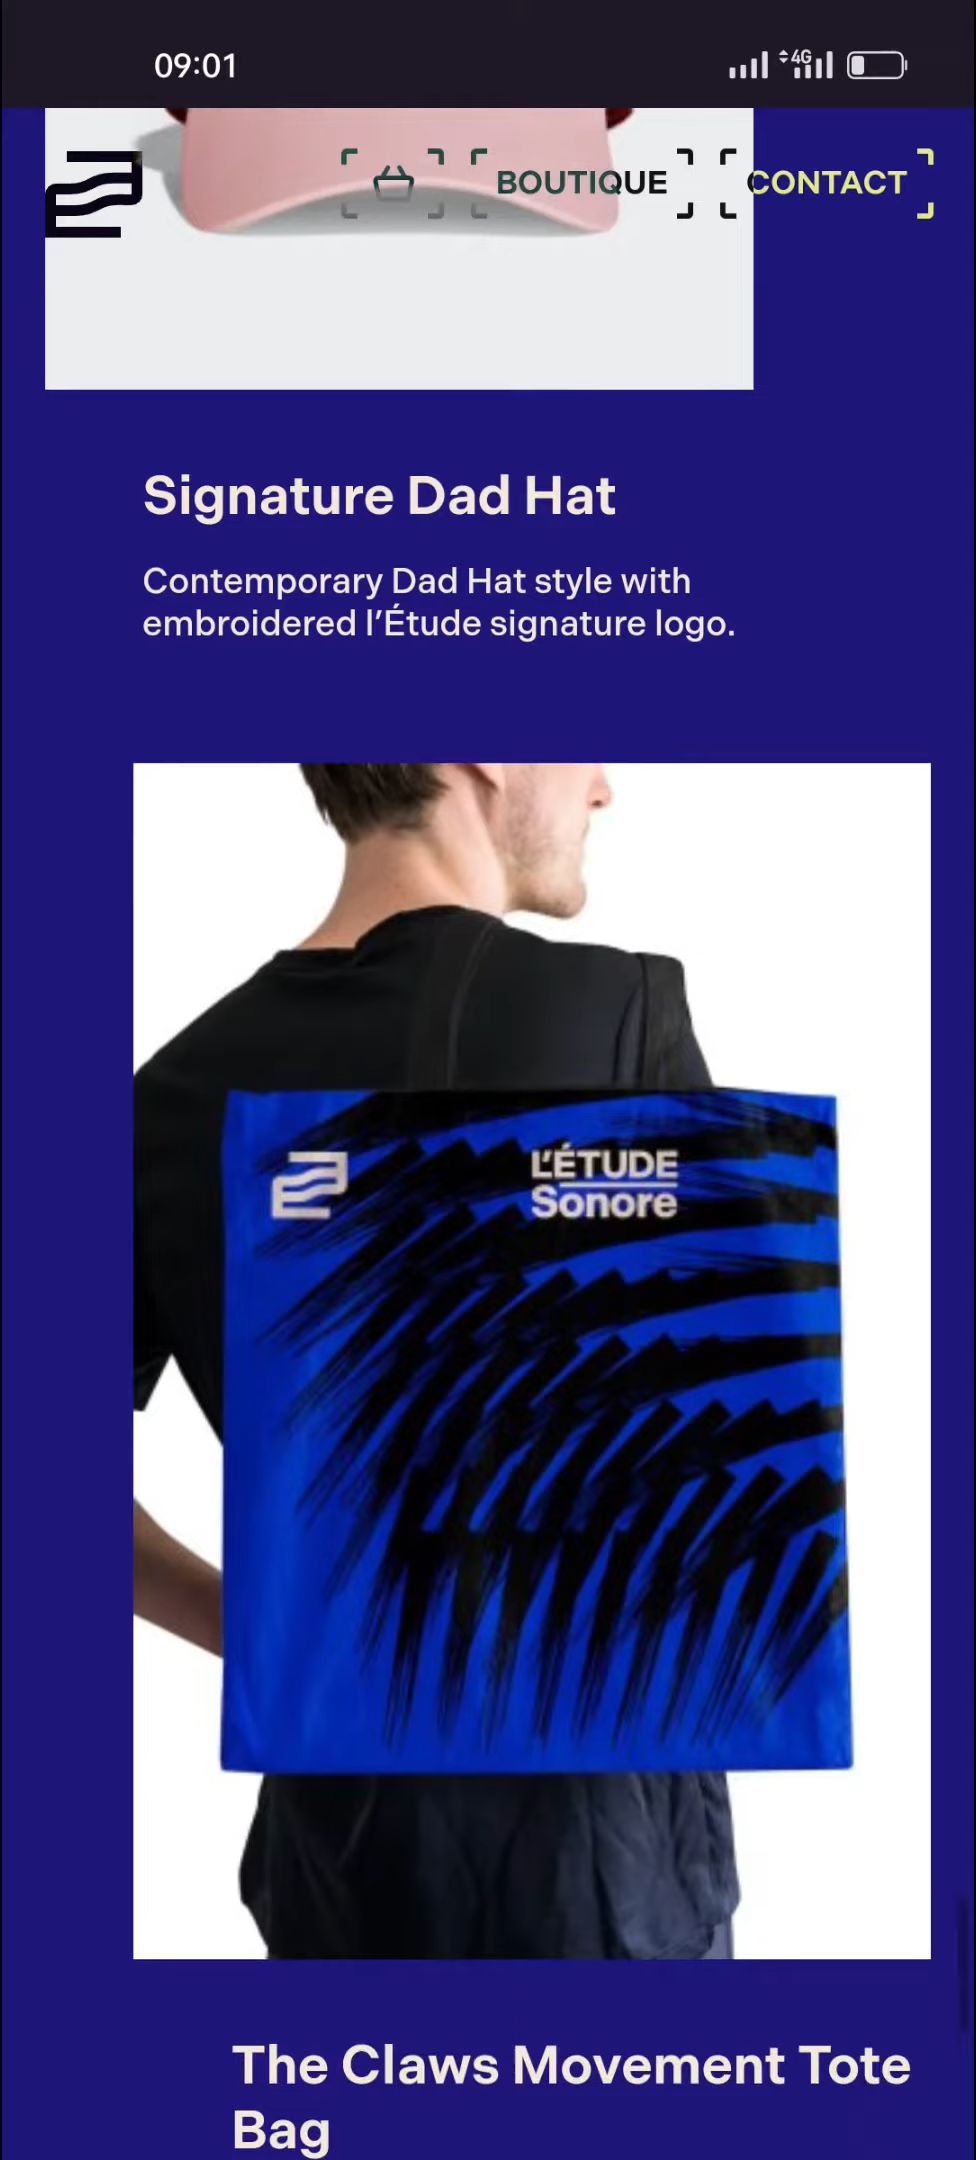 09:01
4G
BOUTIQUE
CONTACT
Signature Dad Hat
Contemporary Dad Hat style with
embroidered l’Étude signature logo.
L’ÉTUDE
Sonore
The Claws Movement Tote
Bag